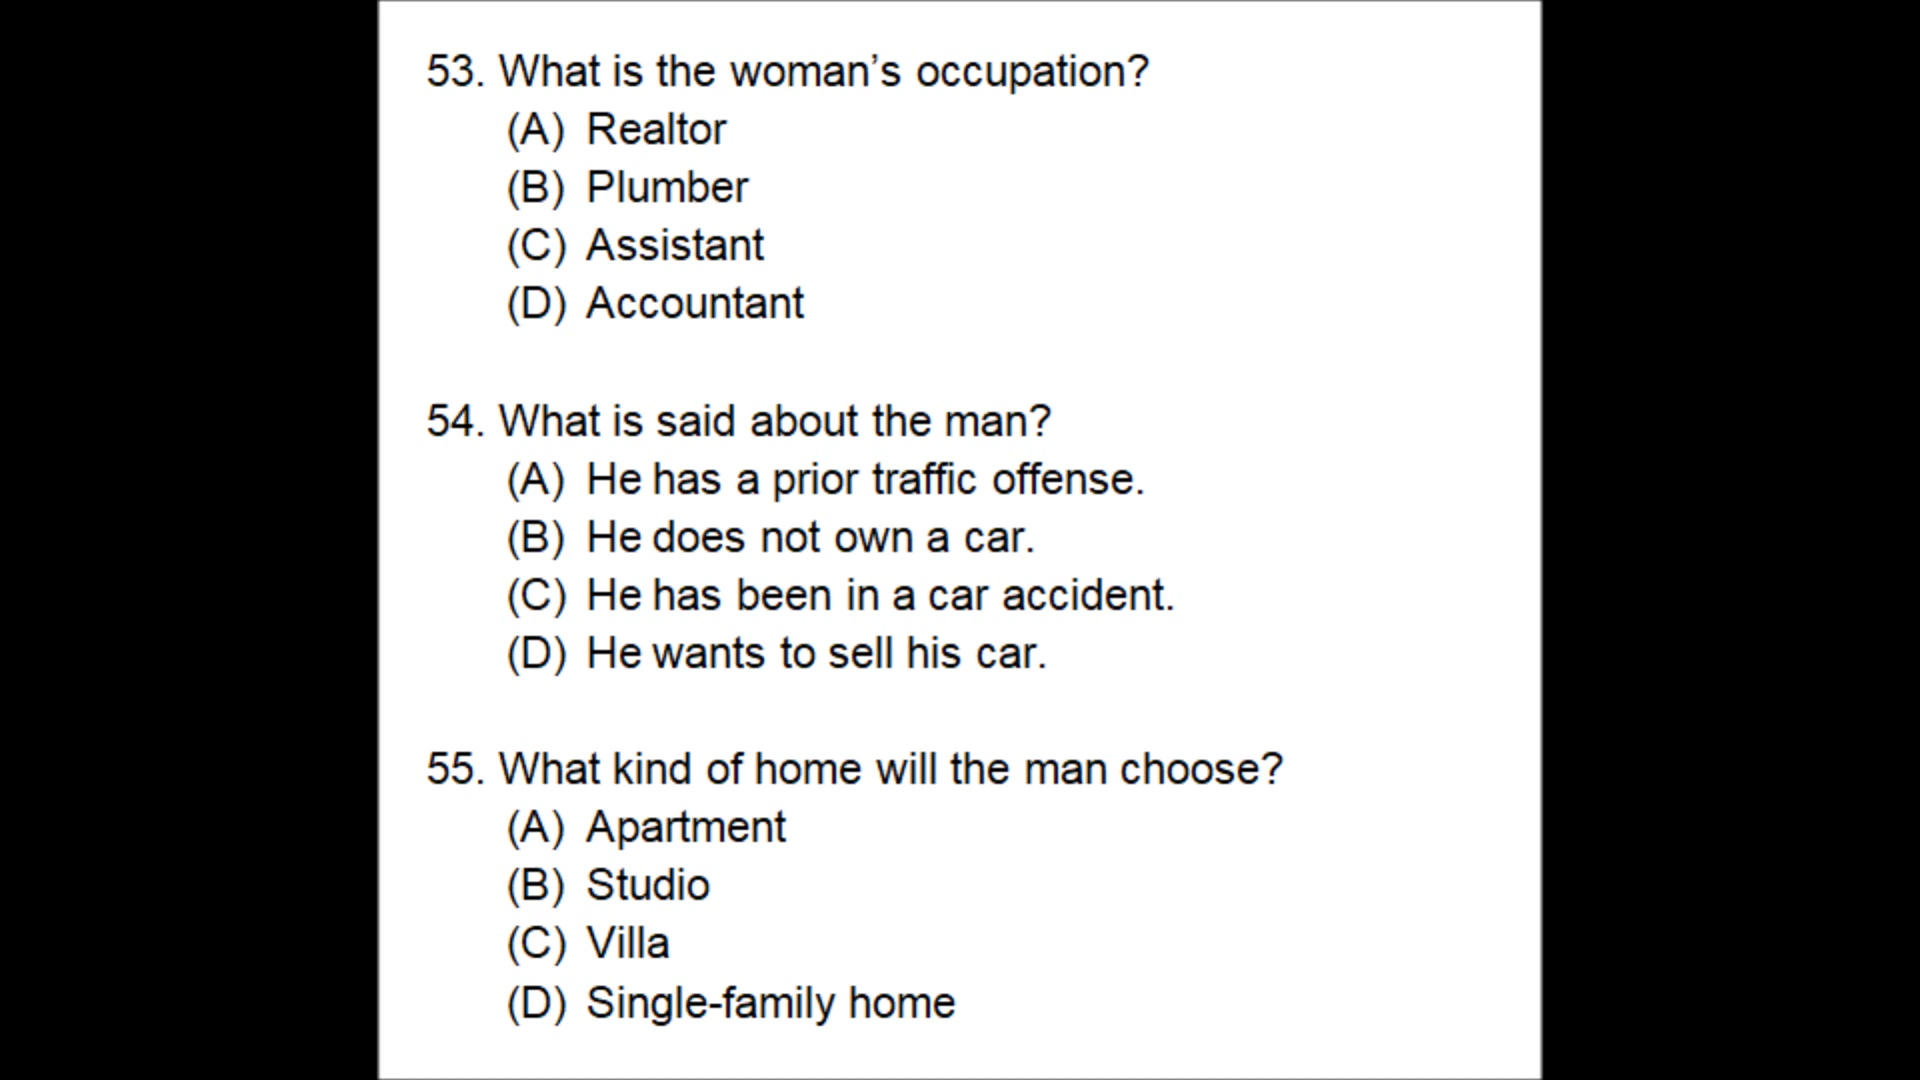 53. What is the woman’s occupation?
(A) Realtor
(B) Plumber
(C) Assistant
(D) Accountant
54. What is said about the man?
(A) He has a prior traffic offense.
(B) He does not own a car.
(C) He has been in a car accident.
(D) He wants to sell his car.
55. What kind of home will the man choose?
(A) Apartment
(B) Studio
(C) Villa
(D) Single-family home